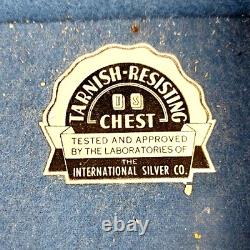 TARNISH-RESISTING
IS
CHEST
TESTED AND APPROVED
BY THE LABORATORIES OF
THE
INTERNATIONAL SILVER CO.